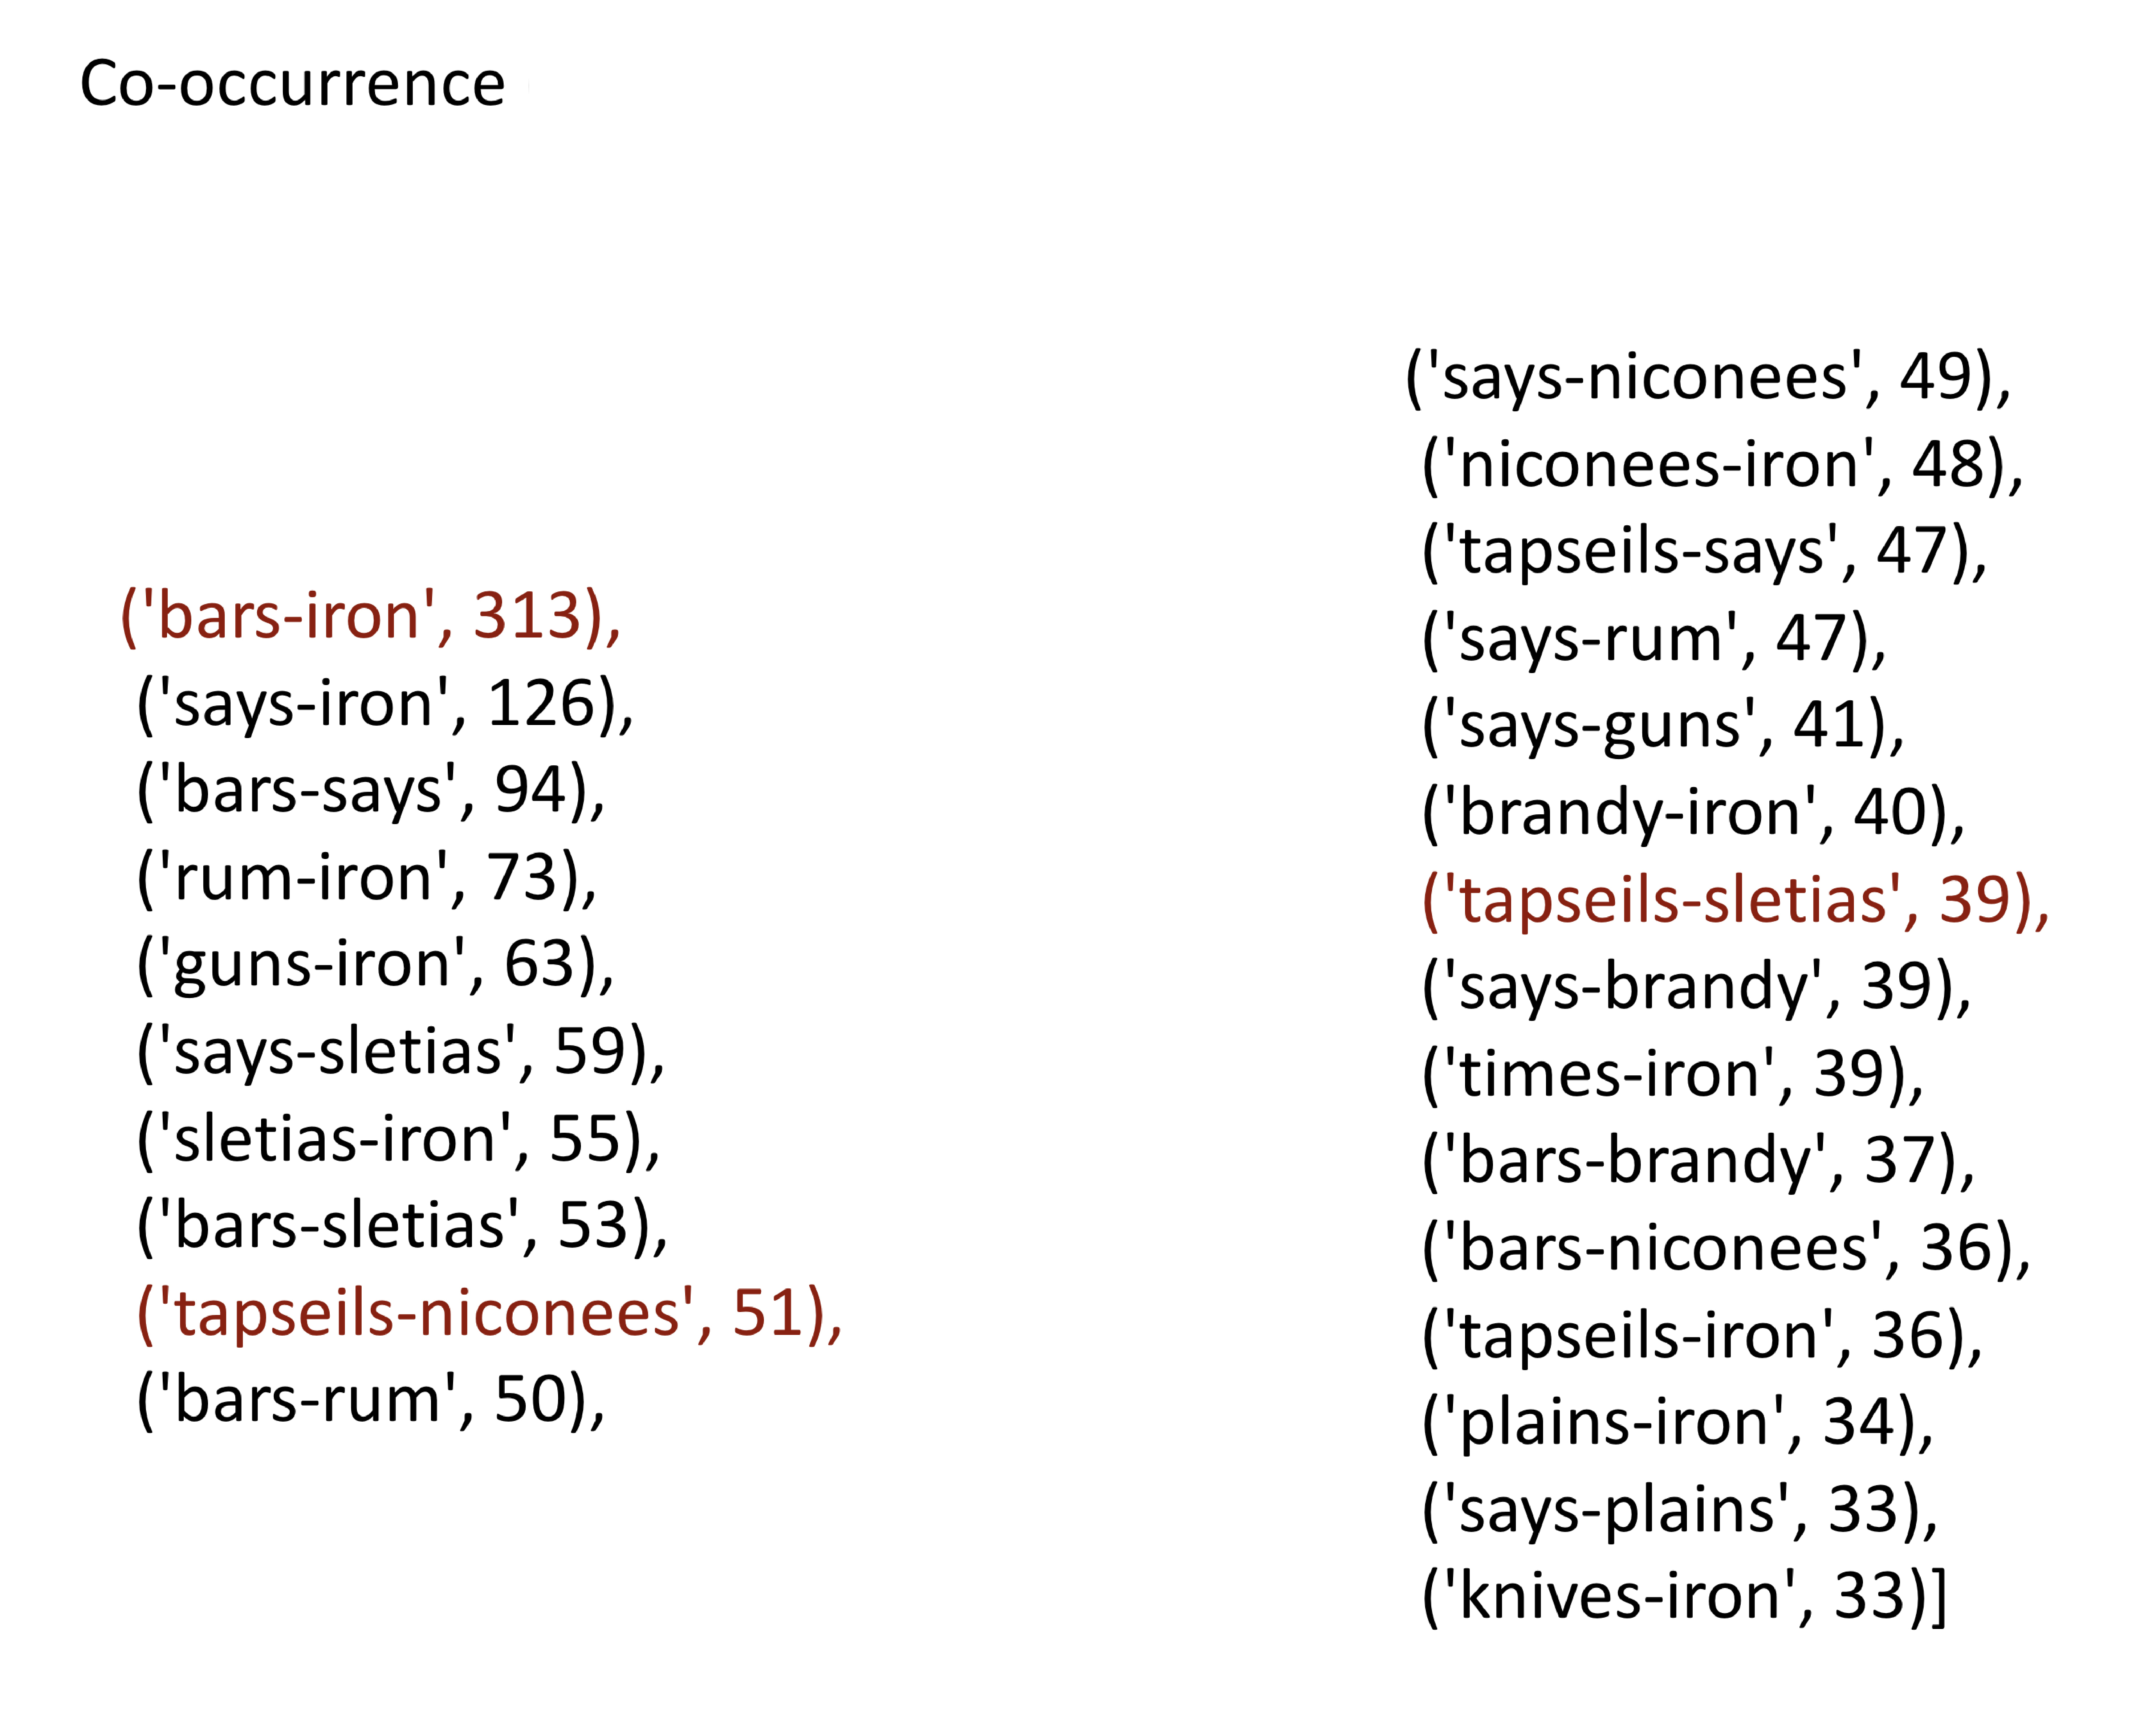 Co-occurrence
('bars-iron', 313),
('says-iron', 126),
('bars-says', 94),
('rum-iron', 73),
('guns-iron', 63),
('says-sletias', 59),
('sletias-iron', 55),
('bars-sletias', 53),
('tapseils-niconees', 51),
('bars-rum', 50),
('says-niconees', 49),
('niconees-iron', 48),
('tapseils-says', 47),
('says-rum', 47),
('says-guns', 41),
('brandy-iron', 40),
('tapseils-sletias', 39),
('says-brandy', 39),
('times-iron', 39),
('bars-brandy', 37),
('bars-niconees', 36),
('tapseils-iron', 36),
('plains-iron', 34),
('says-plains', 33),
('knives-iron', 33)]